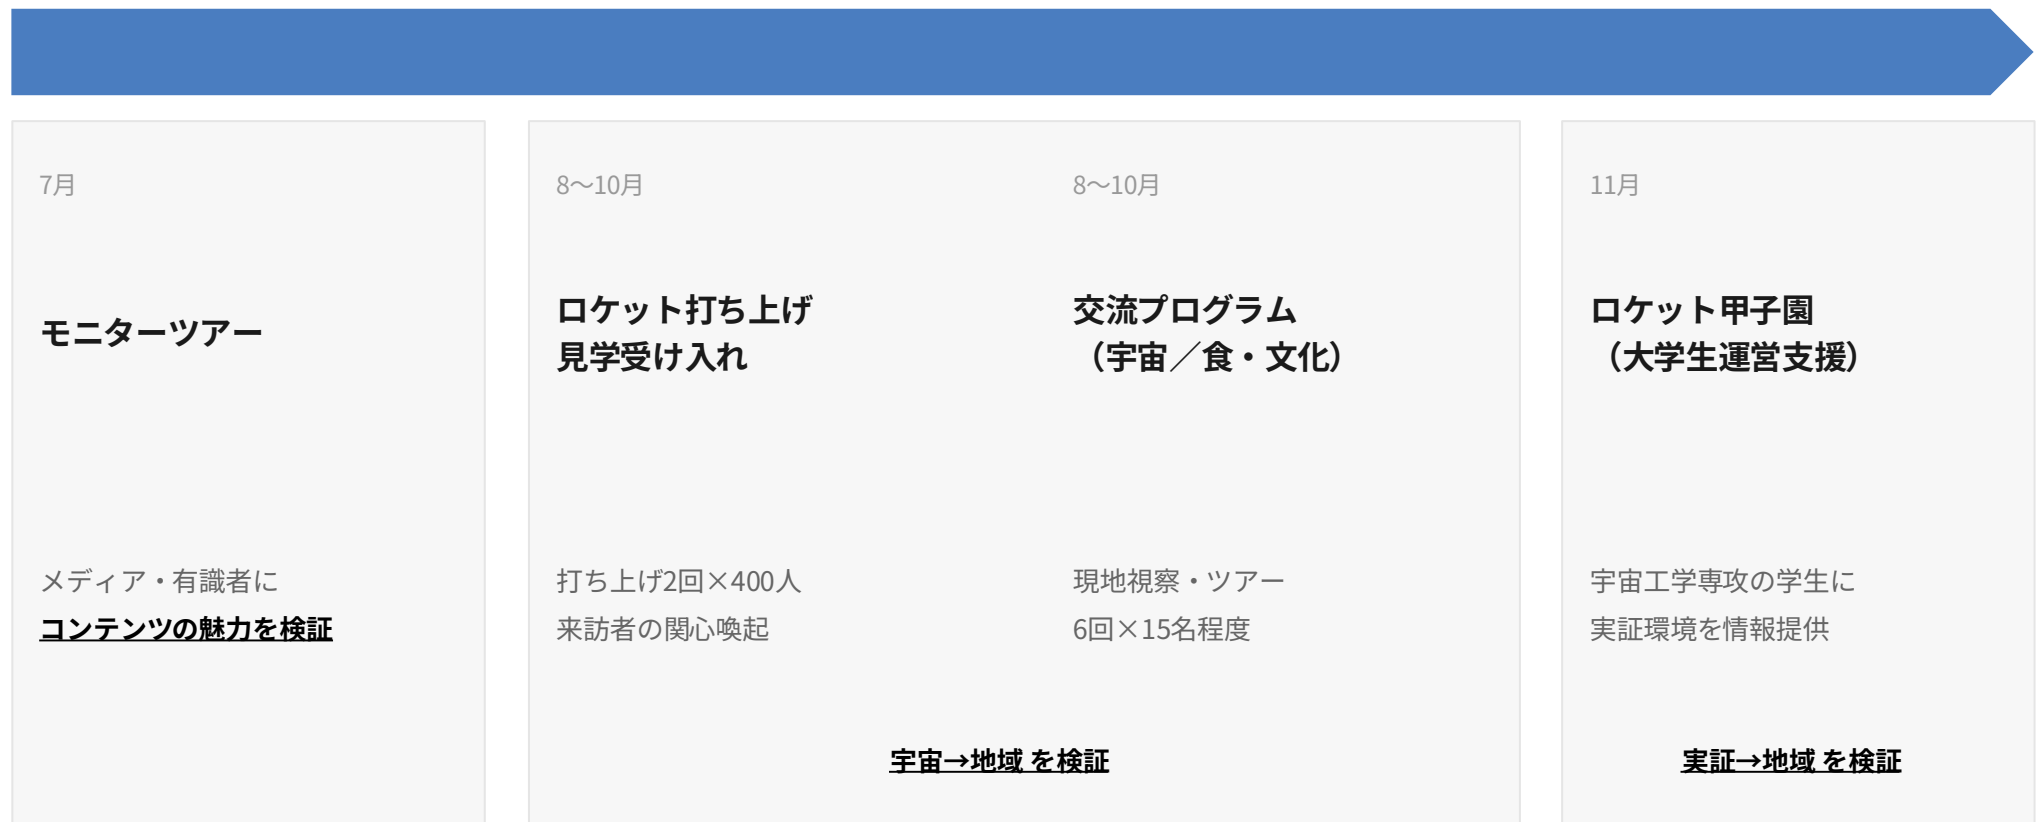 7月
モニターツアー
メディア・有識者に
コンテンツの魅力を検証
8～10月
ロケット打ち上げ
見学受け入れ
打ち上げ2回×400人
来訪者の関心喚起
8～10月
交流プログラム
（宇宙／食・文化）
現地視察・ツアー
6回×15名程度
宇宙→地域 を検証
11月
ロケット甲子園
（大学生運営支援）
宇宙工学専攻の学生に
実証環境を情報提供
実証→地域 を検証